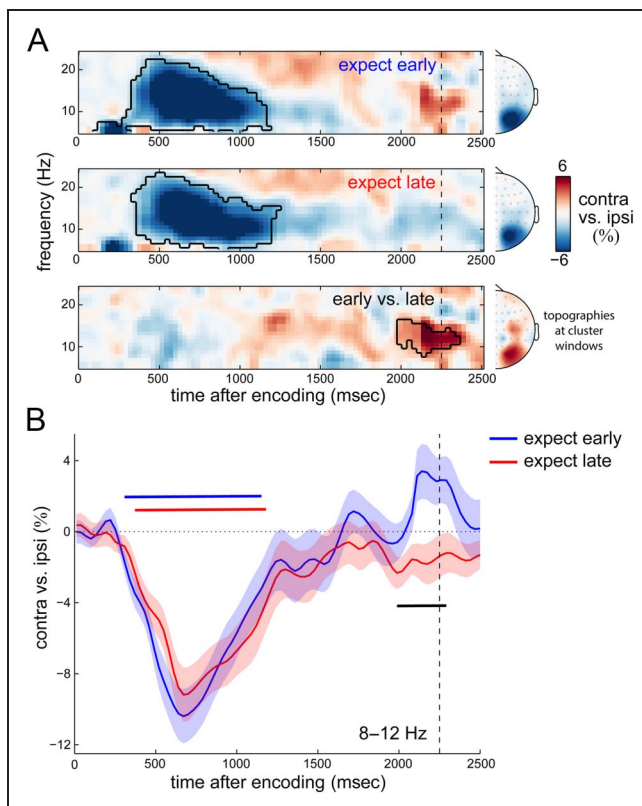 A
20
10
expect early
0 500 1000 1500 2000 2500
20
10
expect late
0 500 1000 1500 2000 2500
frequency (Hz)
6
contra
vs. ipsi
(%)
−6
20
10
early vs. late
0 500 1000 1500 2000 2500
time after encoding (msec)
topographies
at cluster
windows
B
expect early
expect late
4
0
−4
−8
−12
contra vs. ipsi (%)
8–12 Hz
500 1000 1500 2000 2500
time after encoding (msec)